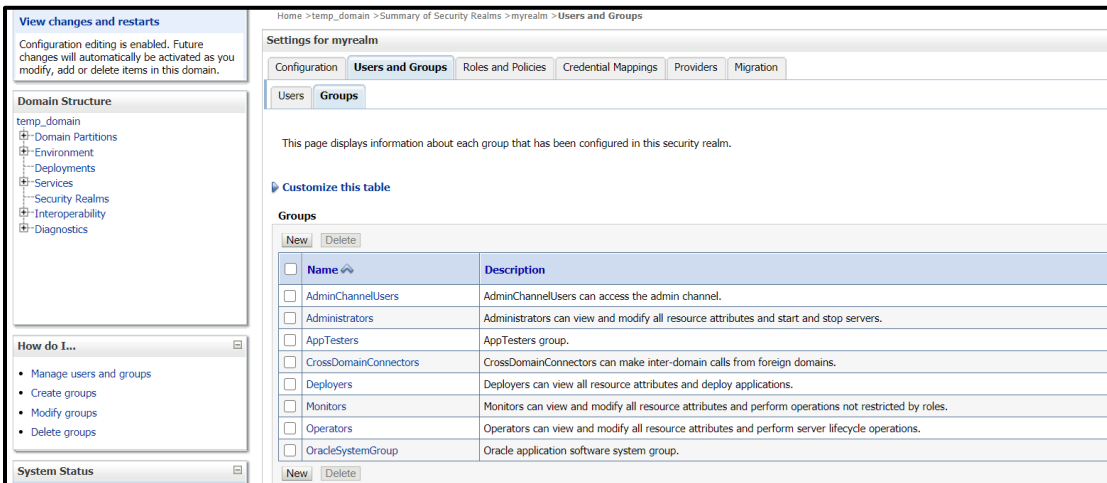 View changes and restarts
Configuration editing is enabled. Future
changes will automatically be activated as you
modify, add or delete items in this domain.
Domain Structure
temp_domain
Domain Partitions
Environment
Deployments
Services
Security Realms
Interoperability
Diagnostics
How do I...
Manage users and groups
Create groups
Modify groups
Delete groups
System Status
Home >temp_domain >Summary of Security Realms >myrealm >Users and Groups
Settings for myrealm
Configuration Users and Groups Roles and Policies Credential Mappings Providers Migration
Users Groups
This page displays information about each group that has been configured in this security realm.
Customize this table
Groups
New Delete
Name Description
AdminChannelUsers AdminChannelUsers can access the admin channel.
Administrators Administrators can view and modify all resource attributes and start and stop servers.
AppTesters AppTesters group.
CrossDomainConnectors CrossDomainConnectors can make inter-domain calls from foreign domains.
Deployers Deployers can view all resource attributes and deploy applications.
Monitors Monitors can view and modify all resource attributes and perform operations not restricted by roles.
Operators Operators can view and modify all resource attributes and perform server lifecycle operations.
OracleSystemGroup Oracle application software system group.
New Delete